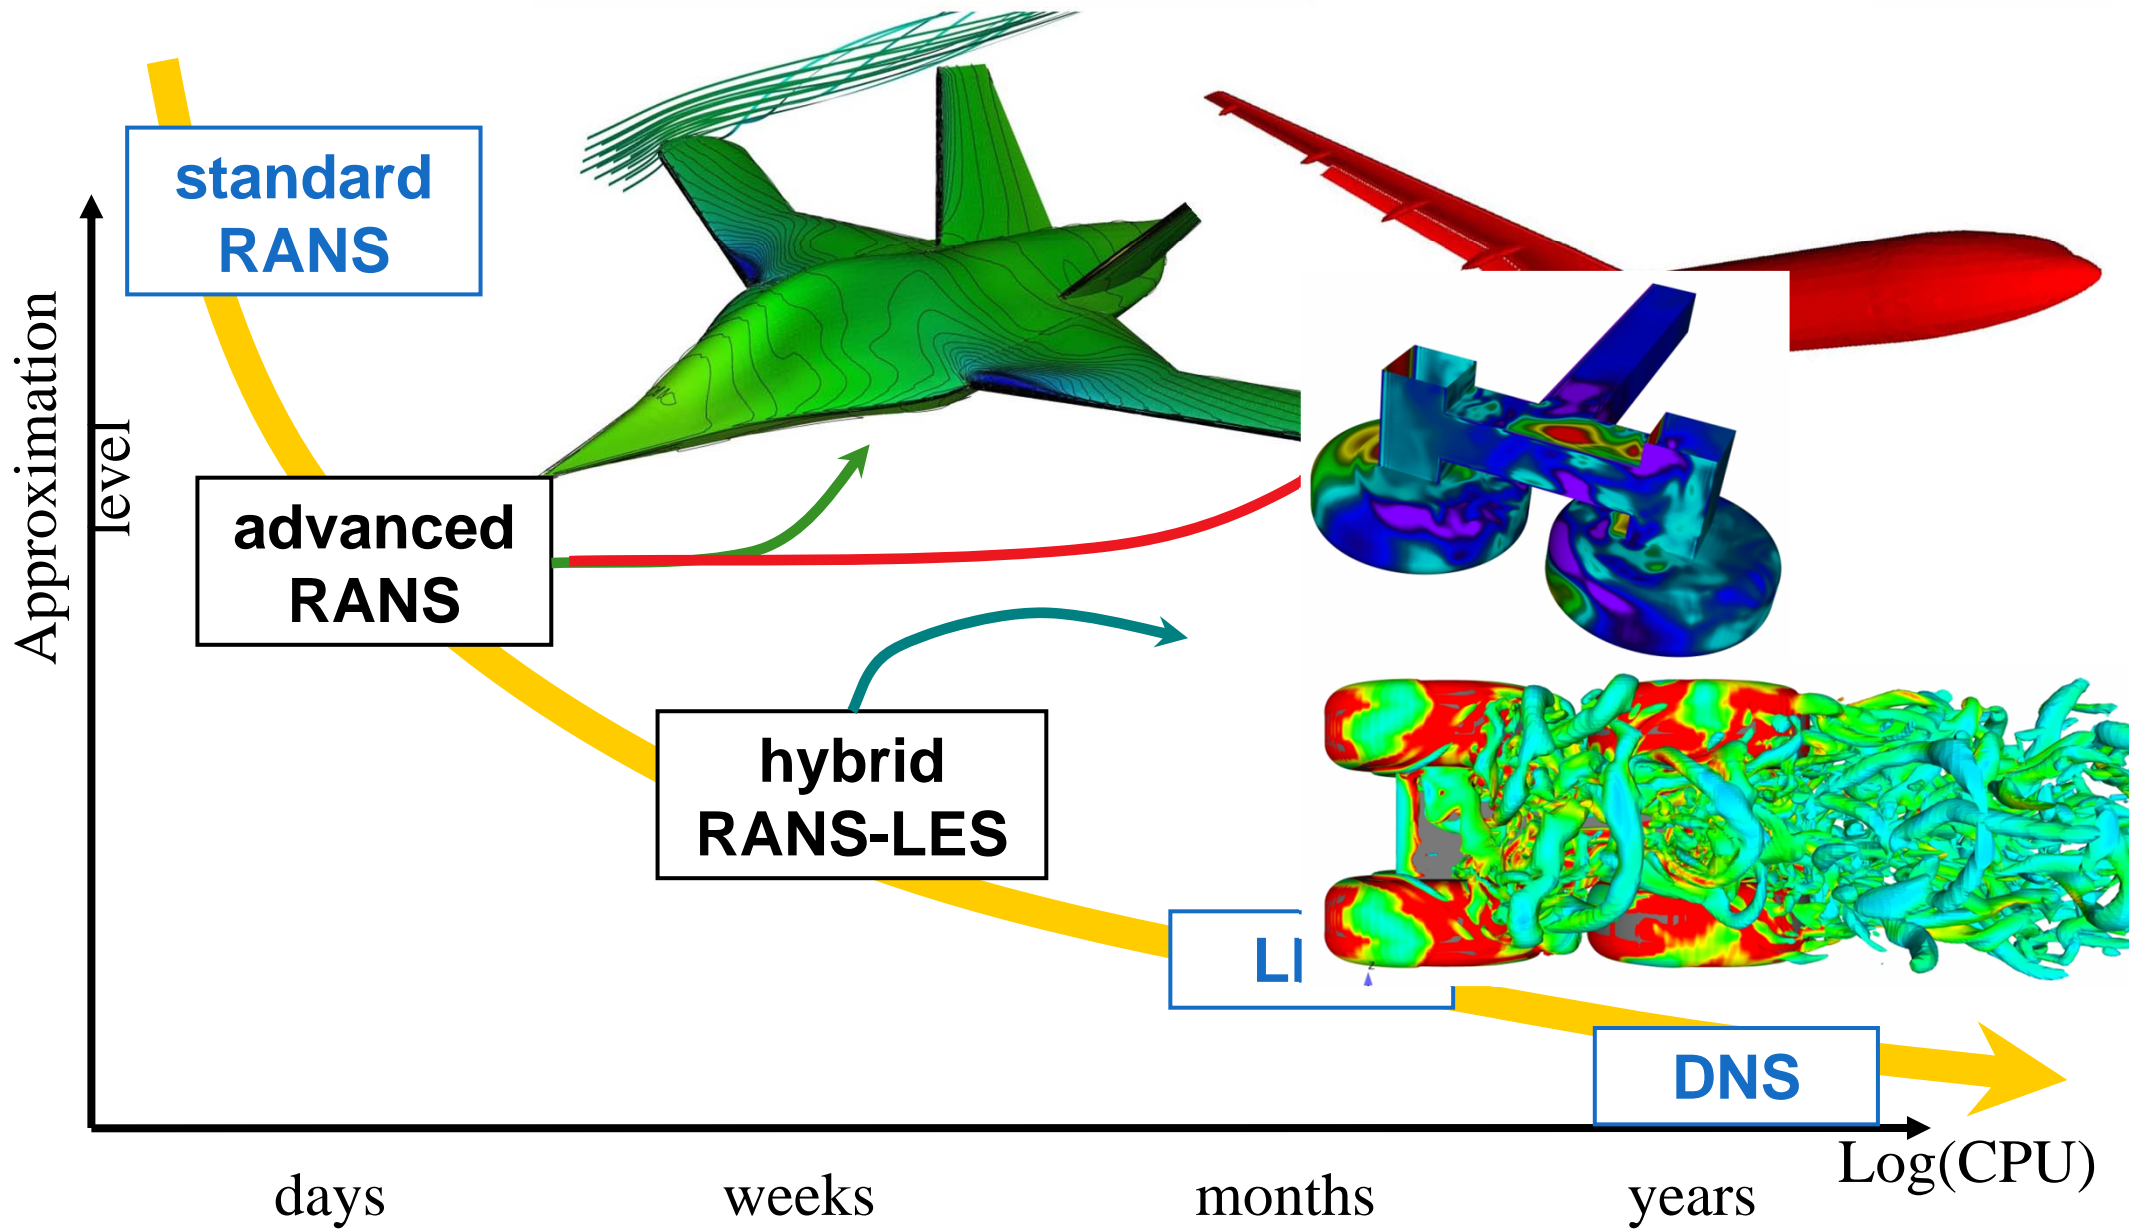 standard
RANS
Approximation
level
advanced
RANS
hybrid
RANS-LES
DNS
Log(CPU)
days
weeks
months
years